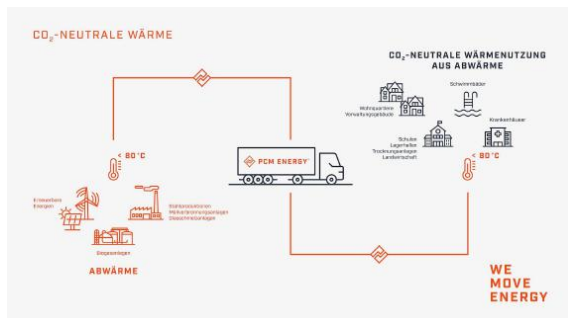 CO₂-NEUTRALE WÄRME
CO₂-NEUTRALE WÄRMENUTZUNG
AUS ABWÄRME
Schwimmbäder
Wohnquartiere
Verwaltungsgebäude
Krankenhäuser
Schulen
Lagerhallen
Trocknungsanlagen
Landwirtschaft
< 80°C
PCM ENERGY
< 80°C
Erneuerbare
Energien
Müllverbrennungsanlagen
Biogasanlagen
ABWÄRME
WE
MOVE
ENERGY